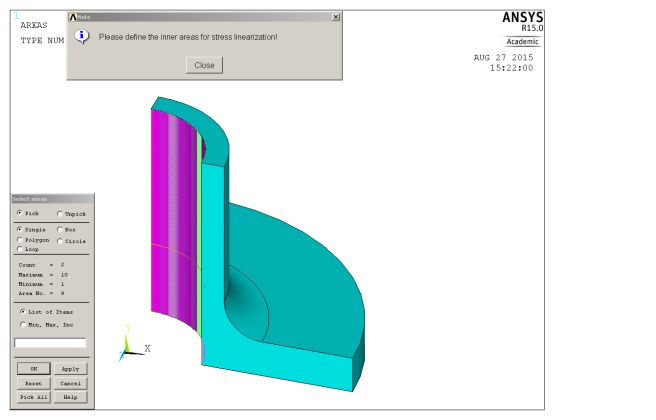 1
AREAS
TYPE NUM
Note
Please define the inner areas for stress linearization!
Close
ANSYS
R15.0
Academic
AUG 27 2015
15:22:00
Select areas
Pick Unpick
Single Box
Polygon Circle
Loop
Count = 2
Maximum = 10
Minimum = 1
Area No. = 9
List of Items
Min, Max, Inc
OK Apply
Reset Cancel
Pick All Help
Y
X